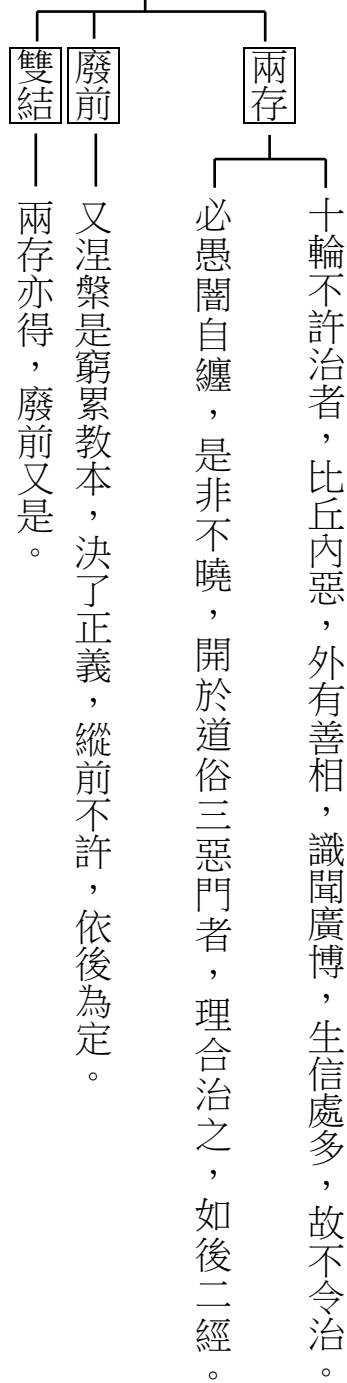 兩存
十輪不許治者，比丘內惡，外有善相，識聞廣博，生信處多，故不令治。
必愚闇自纏，是非不曉，開於道俗三惡門者，理合治之，如後二經。
廢前
又涅槃是窮累教本，決了正義，縱前不許，依後為定。
雙結
兩存亦得，廢前又是。